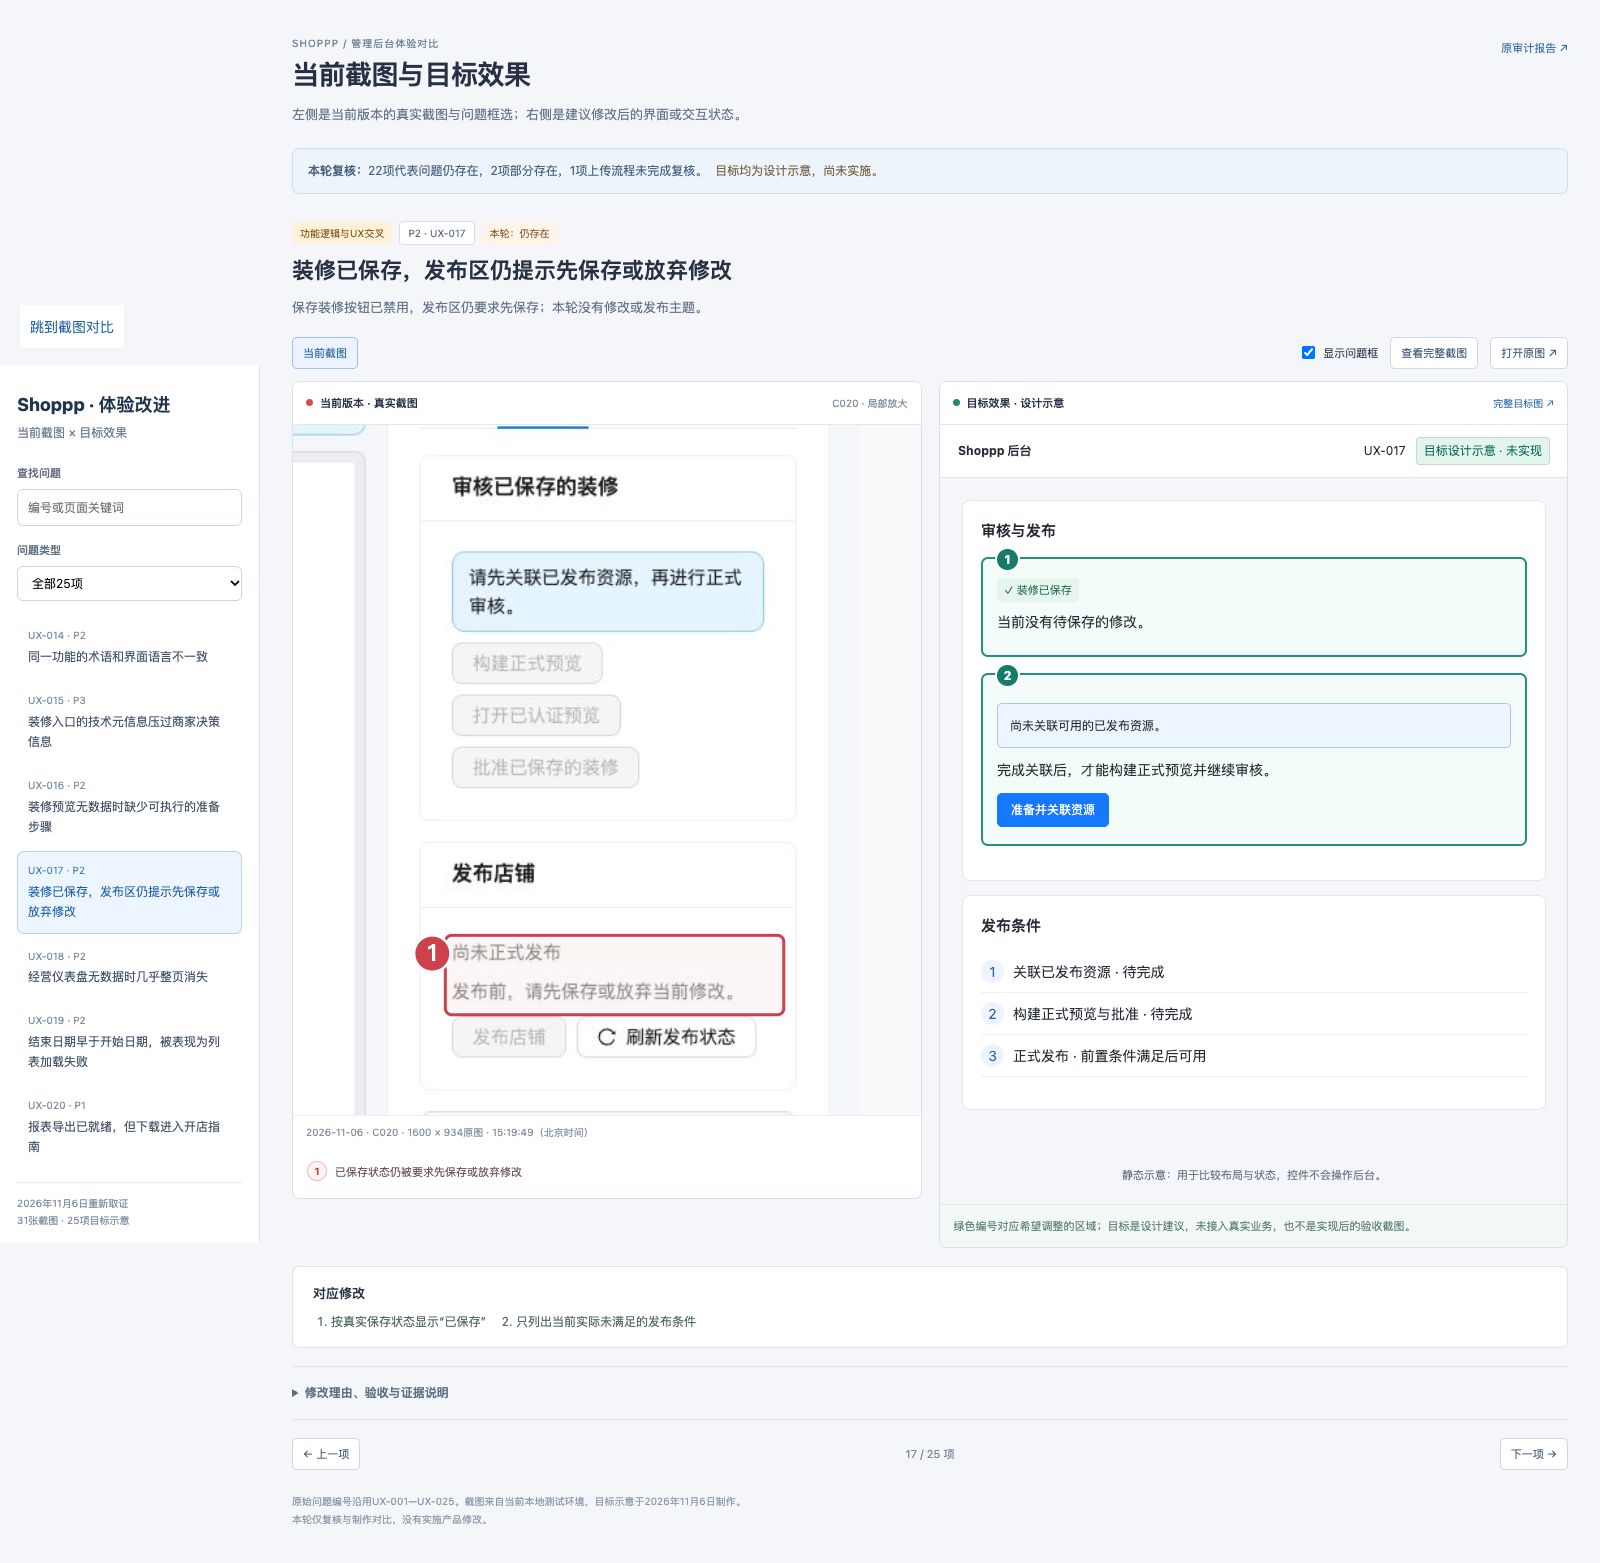 SHOPPP / 管理后台体验对比
当前截图与目标效果
原审计报告 ↗
左侧是当前版本的真实截图与问题框选；右侧是建议修改后的界面或交互状态。
本轮复核：22项代表问题仍存在，2项部分存在，1项上传流程未完成复核。 目标均为设计示意，尚未实施。
功能逻辑与UX交叉
P2 · UX-017
本轮：仍存在
装修已保存，发布区仍提示先保存或放弃修改
保存装修按钮已禁用，发布区仍要求先保存；本轮没有修改或发布主题。
跳到截图对比
当前截图
显示问题框
查看完整截图
打开原图 ↗
Shoppp · 体验改进
当前截图 × 目标效果
查找问题
编号或页面关键词
问题类型
全部25项
UX-014 · P2
同一功能的术语和界面语言不一致
UX-015 · P3
装修入口的技术元信息压过商家决策
信息
UX-016 · P2
装修预览无数据时缺少可执行的准备
步骤
UX-017 · P2
装修已保存，发布区仍提示先保存或
放弃修改
UX-018 · P2
经营仪表盘无数据时几乎整页消失
UX-019 · P2
结束日期早于开始日期，被表现为列
表加载失败
UX-020 · P1
报表导出已就绪，但下载进入开店指
南
2026年11月6日重新取证
31张截图 · 25项目标示意
当前版本 · 真实截图
C020 · 局部放大
审核已保存的装修
请先关联已发布资源，再进行正式
审核。
构建正式预览
打开已认证预览
批准已保存的装修
发布店铺
1
尚未正式发布
发布前，请先保存或放弃当前修改。
发布店铺
刷新发布状态
2026-11-06 · C020 · 1600 × 934原图 · 15:19:49（北京时间）
1 已保存状态仍被要求先保存或放弃修改
目标效果 · 设计示意
完整目标图 ↗
Shoppp 后台
UX-017
目标设计示意 · 未实现
审核与发布
1
✓ 装修已保存
当前没有待保存的修改。
2
尚未关联可用的已发布资源。
完成关联后，才能构建正式预览并继续审核。
准备并关联资源
发布条件
1 关联已发布资源 · 待完成
2 构建正式预览与批准 · 待完成
3 正式发布 · 前置条件满足后可用
静态示意：用于比较布局与状态，控件不会操作后台。
绿色编号对应希望调整的区域；目标是设计建议，未接入真实业务，也不是实现后的验收截图。
对应修改
1. 按真实保存状态显示“已保存” 2. 只列出当前实际未满足的发布条件
修改理由、验收与证据说明
← 上一项
17 / 25 项
下一项 →
原始问题编号沿用UX-001—UX-025。截图来自当前本地测试环境，目标示意于2026年11月6日制作。
本轮仅复核与制作对比，没有实施产品修改。